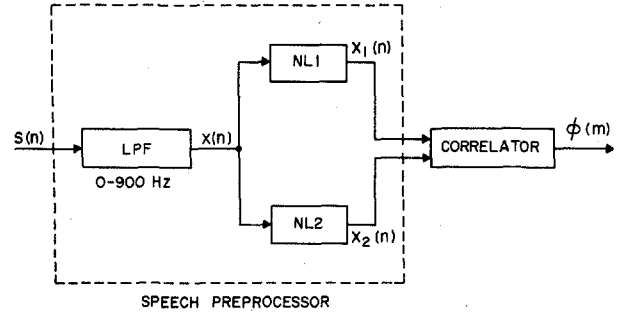 NL1
X₁(n)
S(n)
LPF
X(n)
0-900 Hz
CORRELATOR
ϕ(m)
NL2
X₂(n)
SPEECH PREPROCESSOR